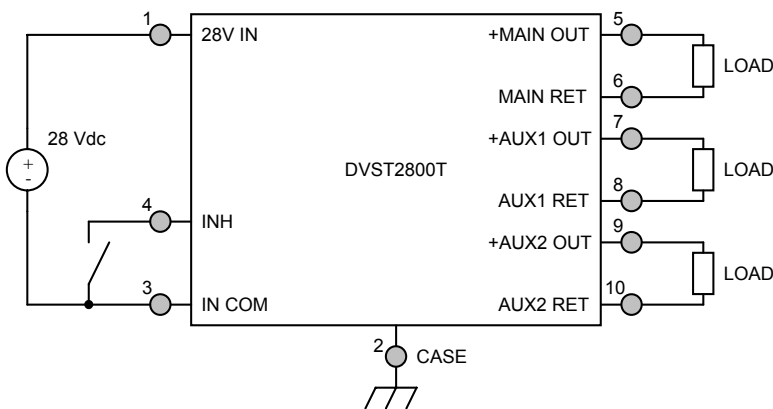 1
28V IN
+MAIN OUT
5
LOAD
MAIN RET
6
28 Vdc
+
-
DVST2800T
+AUX1 OUT
7
LOAD
AUX1 RET
8
4
INH
+AUX2 OUT
9
LOAD
3
IN COM
AUX2 RET
10
2
CASE